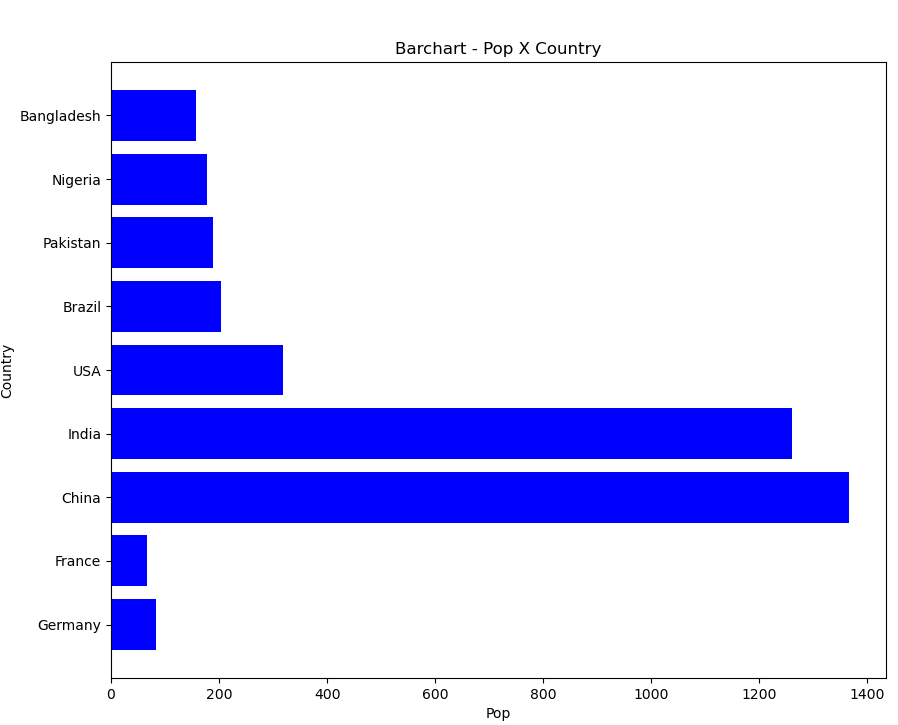 Barchart - Pop X Country
Bangladesh
Nigeria
Pakistan
Brazil
USA
India
China
France
Germany
Country
0 200 400 600 800 1000 1200 1400
Pop